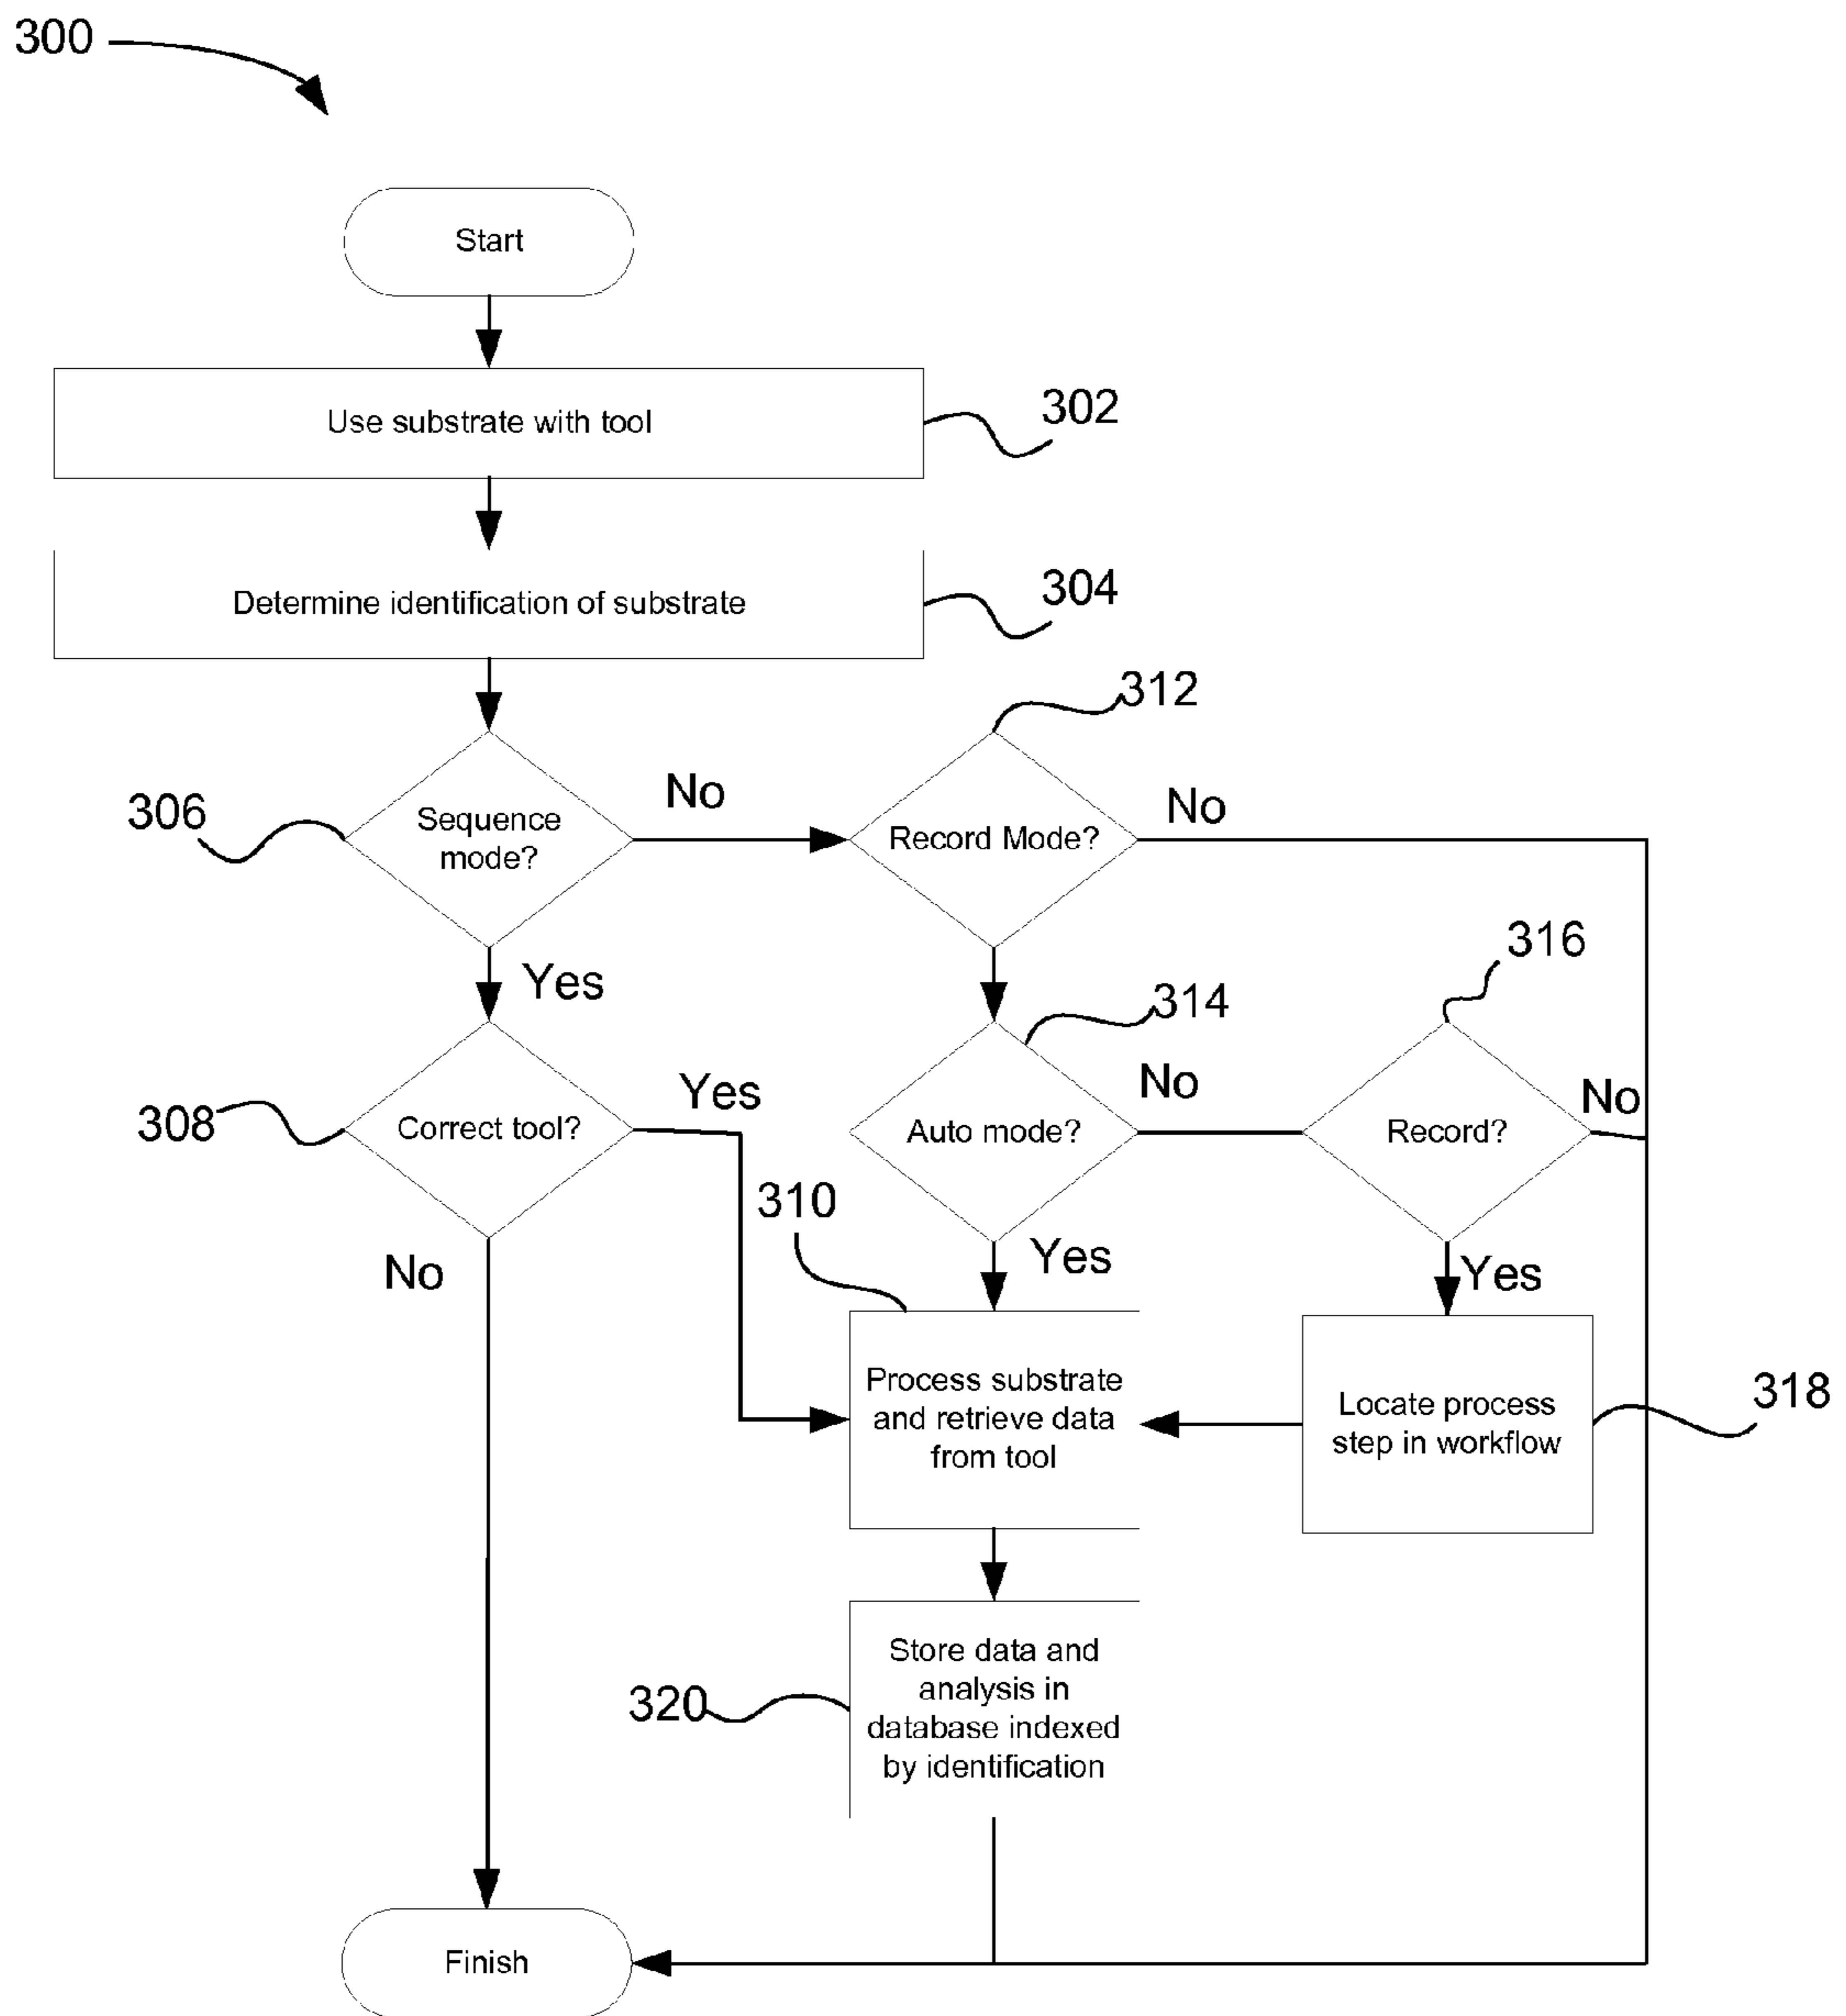 300
Start
Use substrate with tool
302
Determine identification of substrate
304
312
306
Sequence
mode?
No
Record Mode?
No
316
Yes
314
308
Correct tool?
Yes
Auto mode?
No
Record?
No
310
No
Yes
Yes
Process substrate
and retrieve data
from tool
Locate process
step in workflow
318
320
Store data and
analysis in
database indexed
by identification
Finish